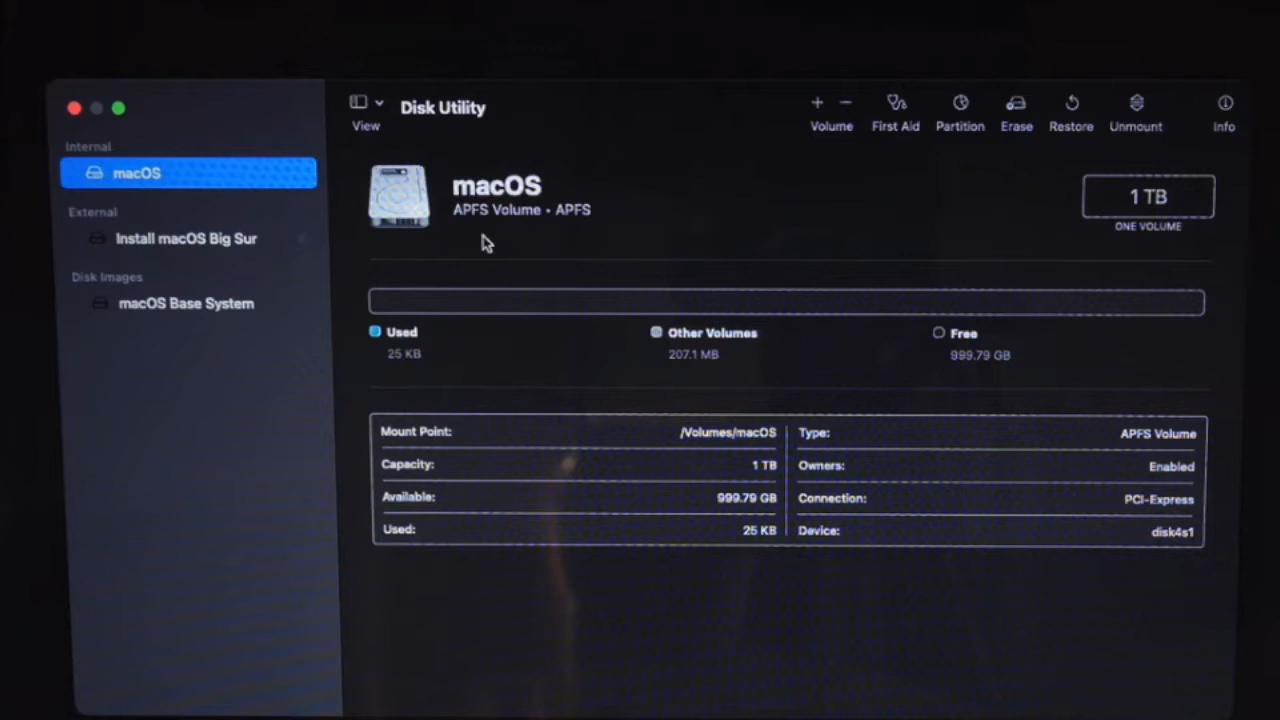 Disk Utility
View
Volume
First Aid
Partition
Erase
Restore
Unmount
Info
Internal
macOS
External
Install macOS Big Sur
Disk Images
macOS Base System
macOS
APFS Volume • APFS
1 TB
ONE VOLUME
Used
25 KB
Other Volumes
207.1 MB
Free
999.79 GB
Mount Point: /Volumes/macOS
Capacity: 1 TB
Available: 999.79 GB
Used: 25 KB
Type: APFS Volume
Owners: Enabled
Connection: PCI-Express
Device: disk4s1